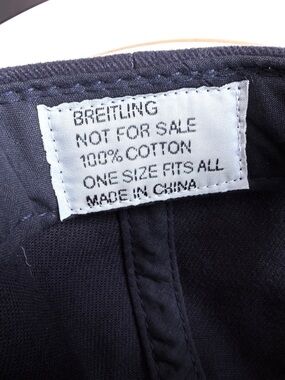 BREITLING
NOT FOR SALE
100% COTTON
ONE SIZE FITS ALL
MADE IN CHINA